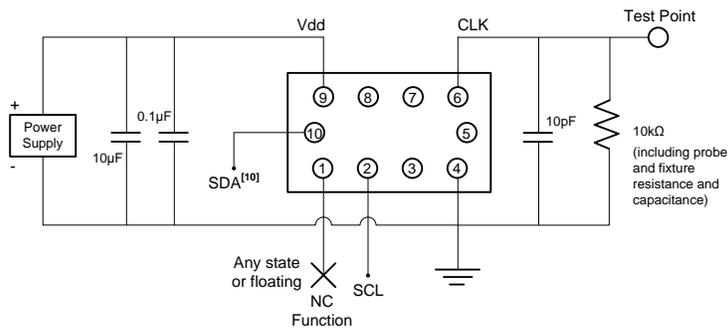 Test Point
Vdd
CLK
+
Power
Supply
-
10µF
0.1µF
9
8
7
6
10
5
1
2
3
4
SDA[10]
10pF
10kΩ
(including probe
and fixture
resistance and
capacitance)
Any state
or floating
NC
Function
SCL